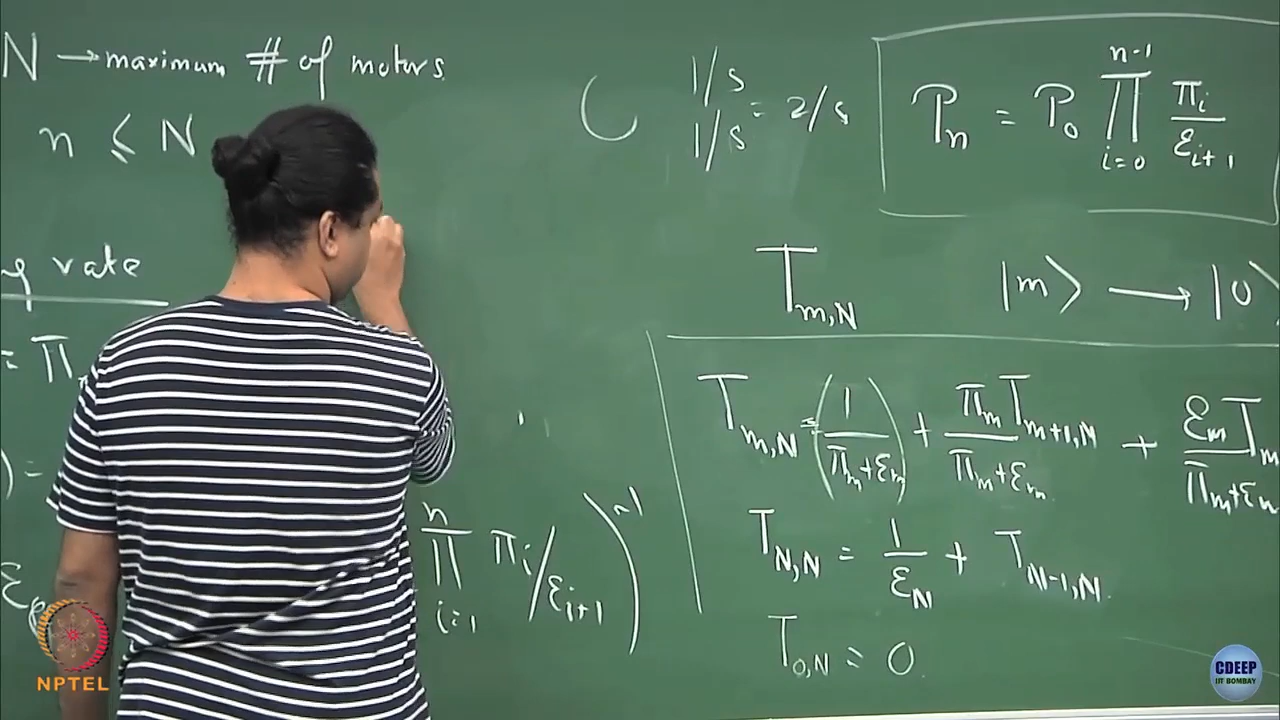 N → maximum # of motors
n ≤ N
g rate
= π
) =
ε
∏_{i=1}^{n} π_i / ε_{i+1} )^{-1}
1/s
1/s = 2/s
P_n = P_0 ∏_{i=0}^{n-1} π_i / ε_{i+1}
T_{m,N} |m⟩ → |0⟩
T_{m,N} = (1 / (π_m + ε_m)) + π_m T_{m+1,N} / (π_m + ε_m) + ε_m T_m / (π_m + ε_m
T_{N,N} = 1/ε_N + T_{N-1,N}.
T_{0,N} = 0.
NPTEL
CDEEP
IIT BOMBAY